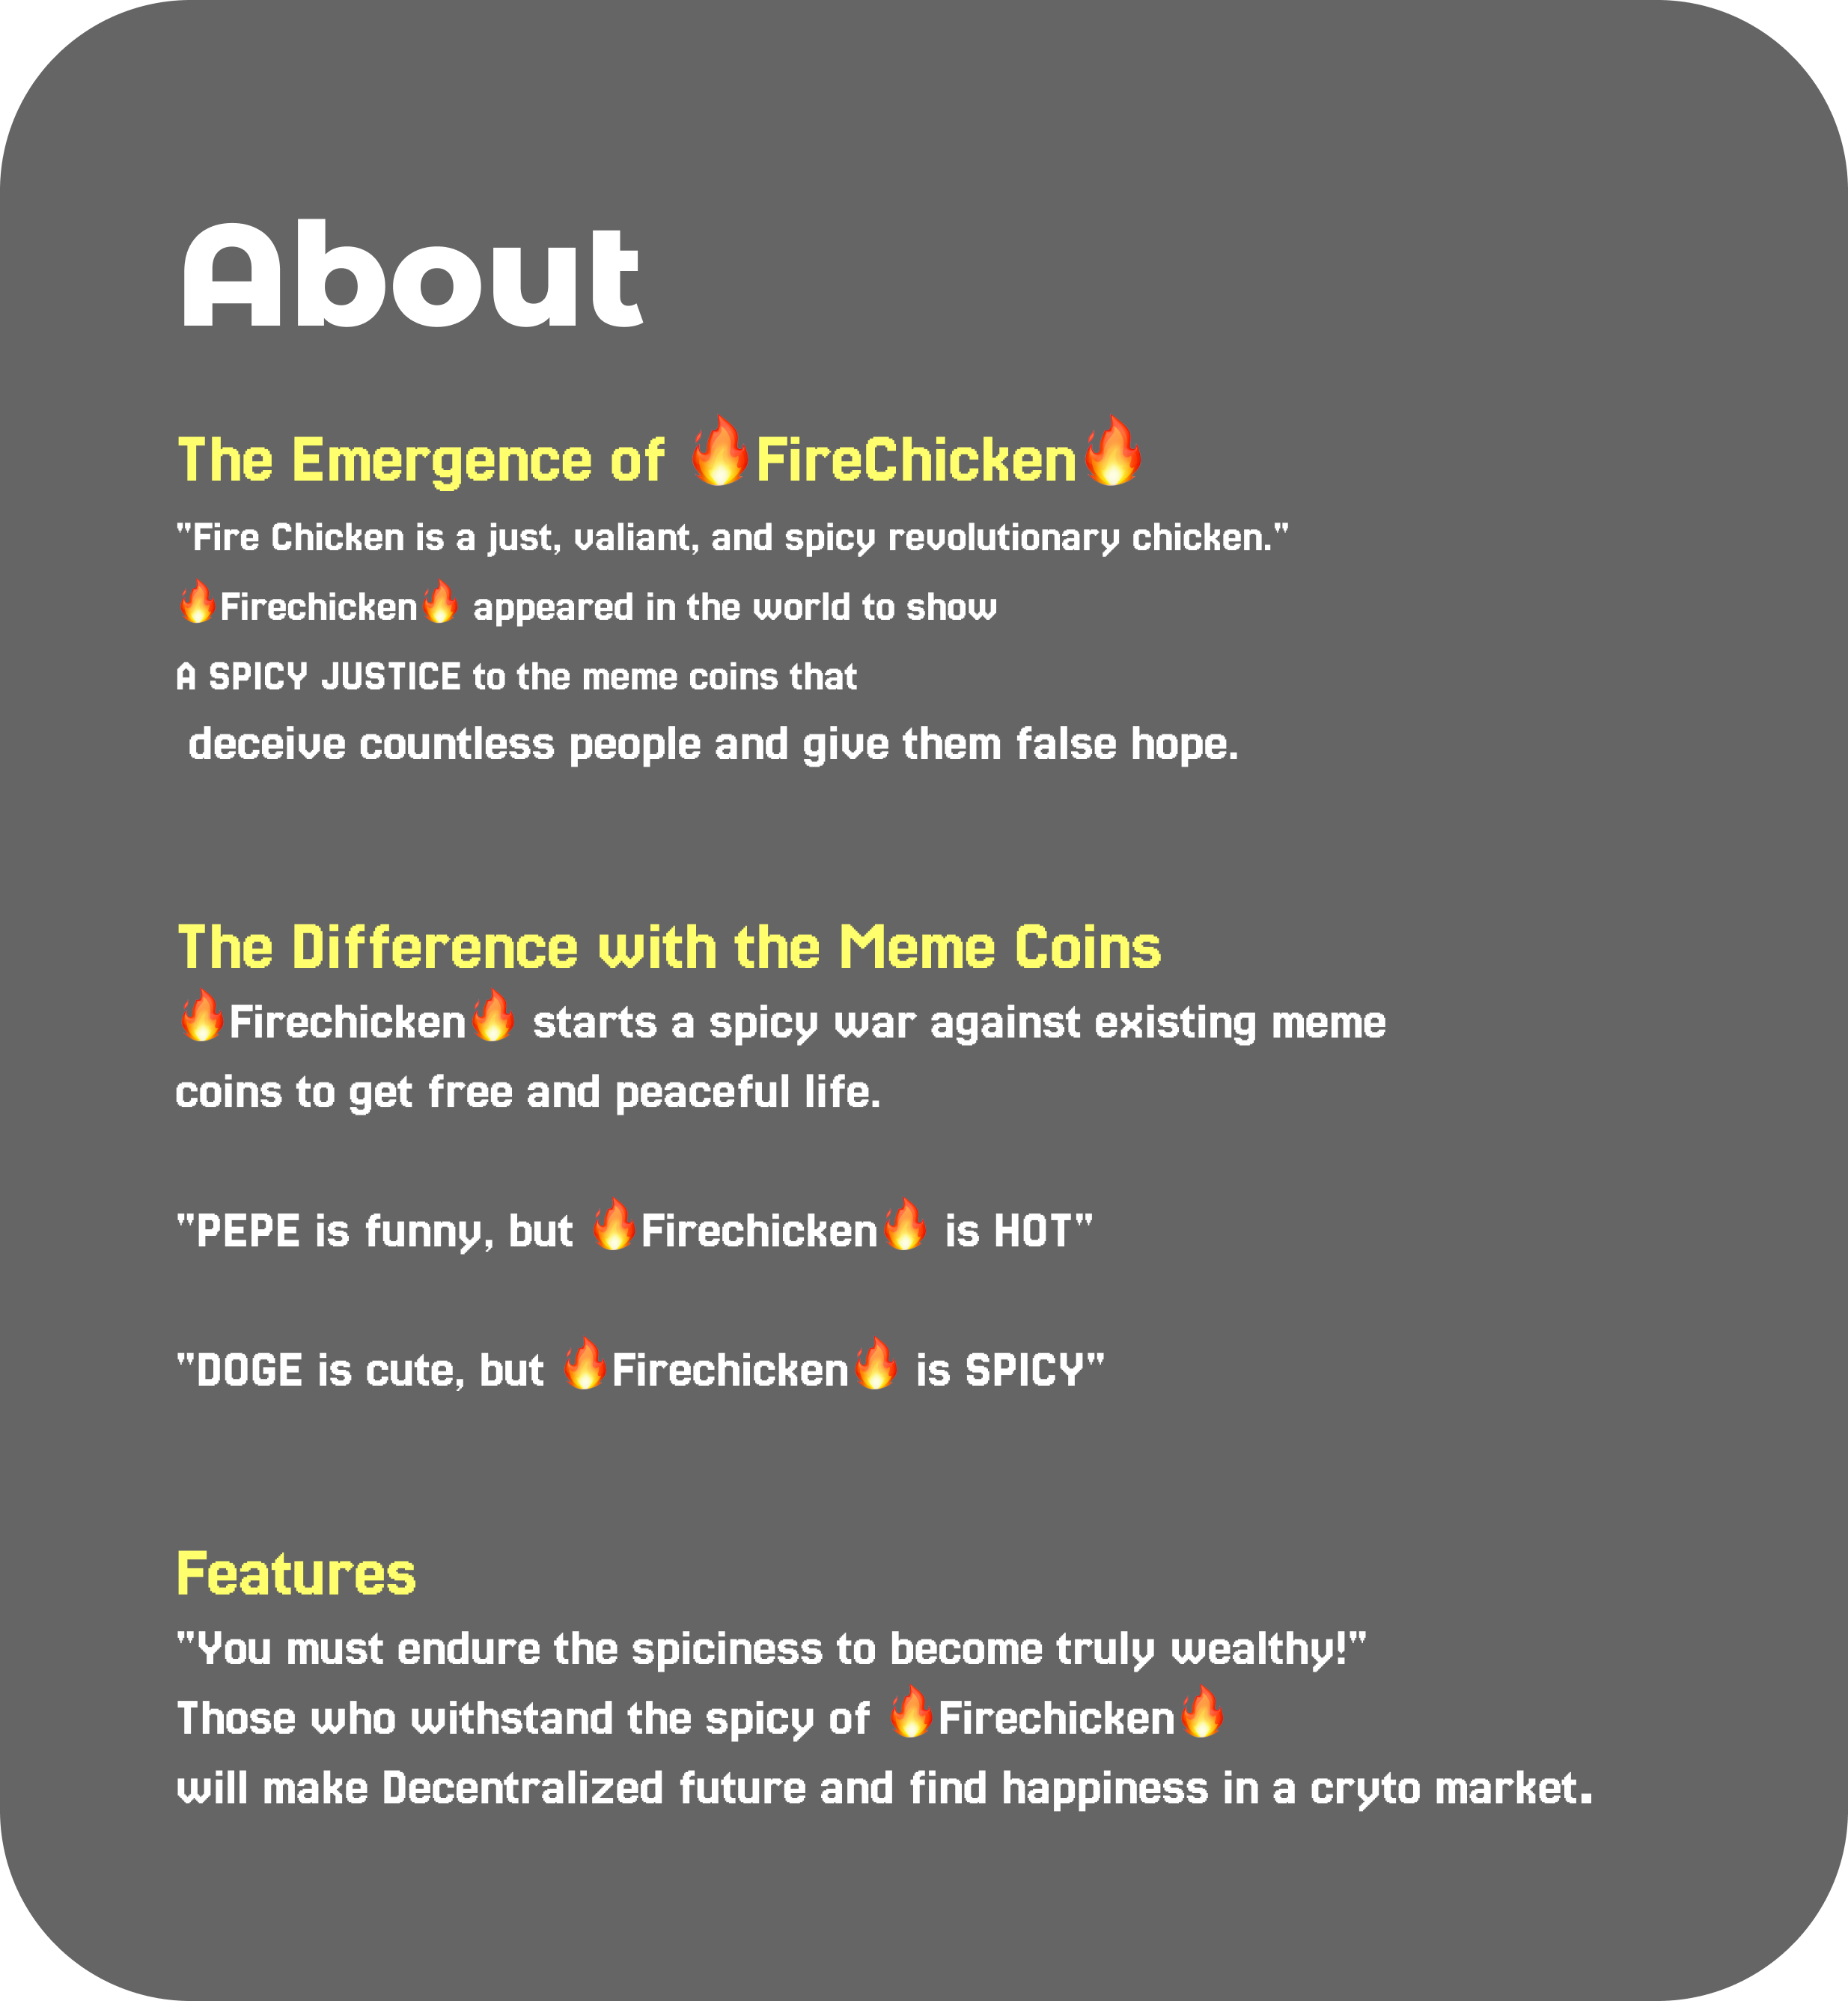 About
The Emergence of 🔥FireChicken🔥
"Fire Chicken is a just, valiant, and spicy revolutionary chicken."
🔥Firechicken🔥 appeared in the world to show
A SPICY JUSTICE to the meme coins that
deceive countless people and give them false hope.
The Difference with the Meme Coins
🔥Firechicken🔥 starts a spicy war against existing meme
coins to get free and peaceful life.
"PEPE is funny, but 🔥Firechicken🔥 is HOT"
"DOGE is cute, but 🔥Firechicken🔥 is SPICY"
Features
"You must endure the spiciness to become truly wealthy!"
Those who withstand the spicy of 🔥Firechicken🔥
will make Decentralized future and find happiness in a cryto market.